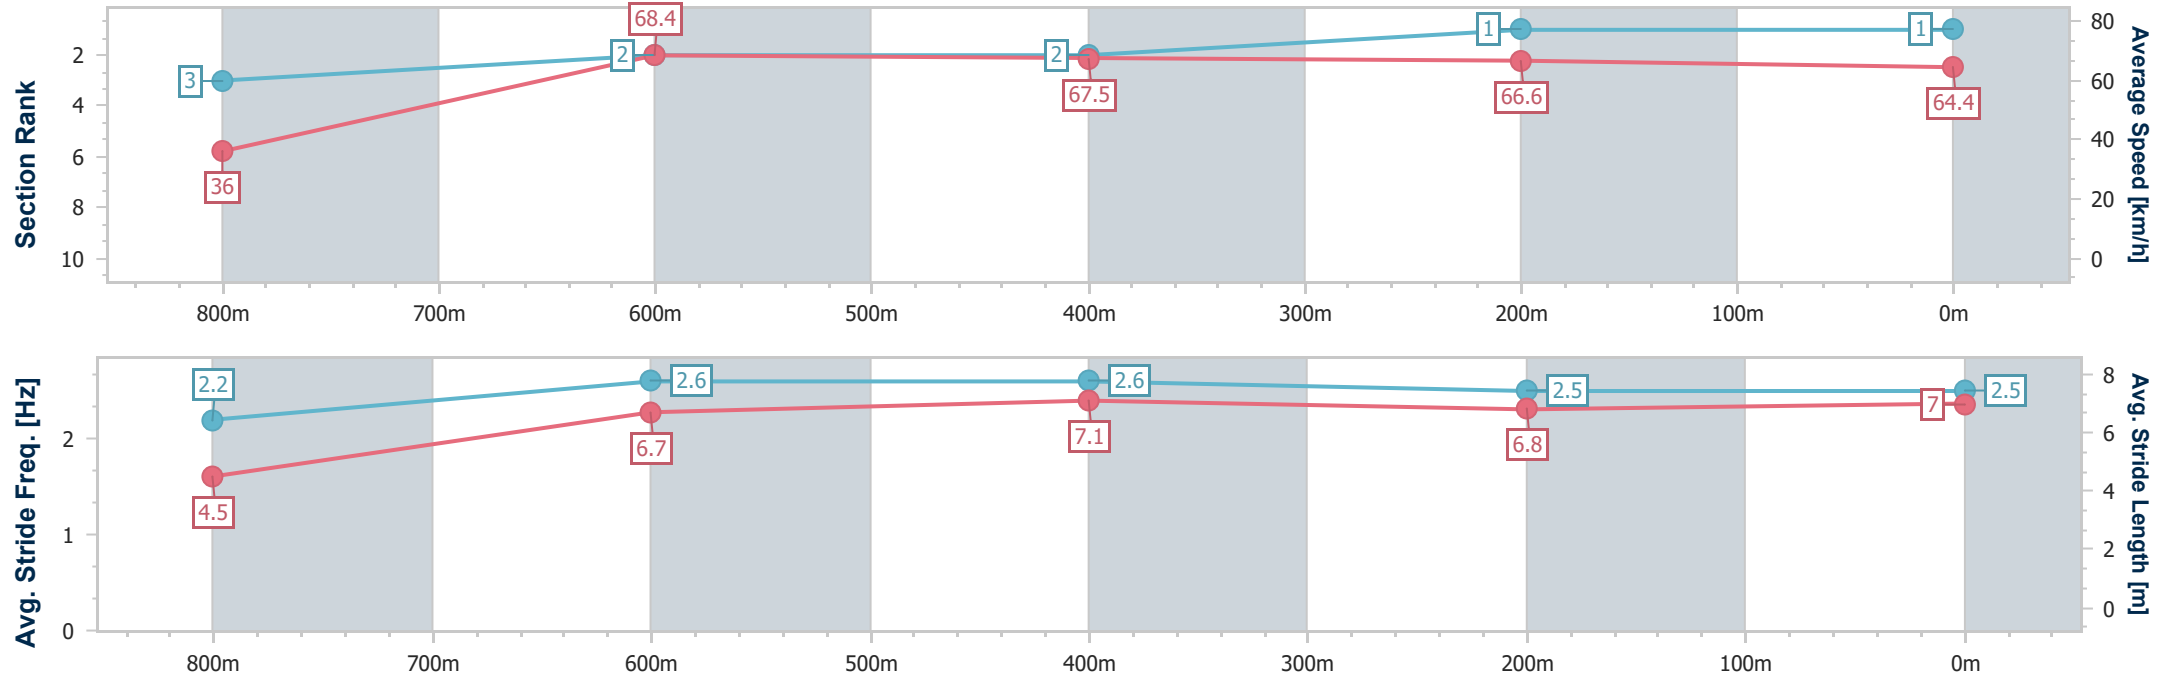 Section Rank
2
4
6
8
10
3
2
2
1
1
36
68.4
67.5
66.6
64.4
80
60
40
20
0
Average Speed [km/h]
800m
700m
600m
500m
400m
300m
200m
100m
0m
Avg. Stride Freq. [Hz]
2
1
0
2.2
2.6
2.6
2.5
2.5
4.5
6.7
7.1
6.8
7
8
6
4
2
0
Avg. Stride Length [m]
800m
700m
600m
500m
400m
300m
200m
100m
0m